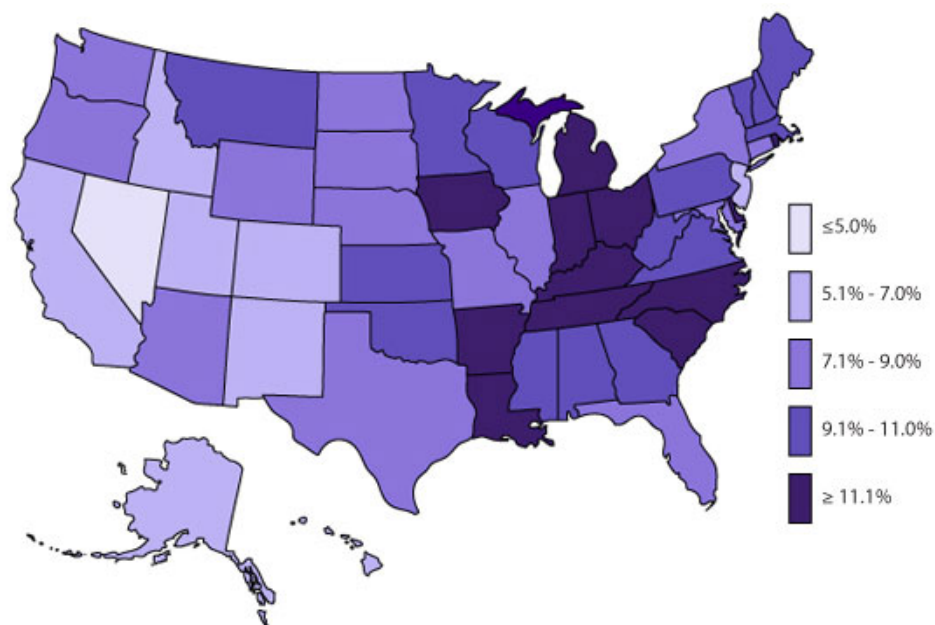 ≤5.0%
5.1% - 7.0%
7.1% - 9.0%
9.1% - 11.0%
≥ 11.1%